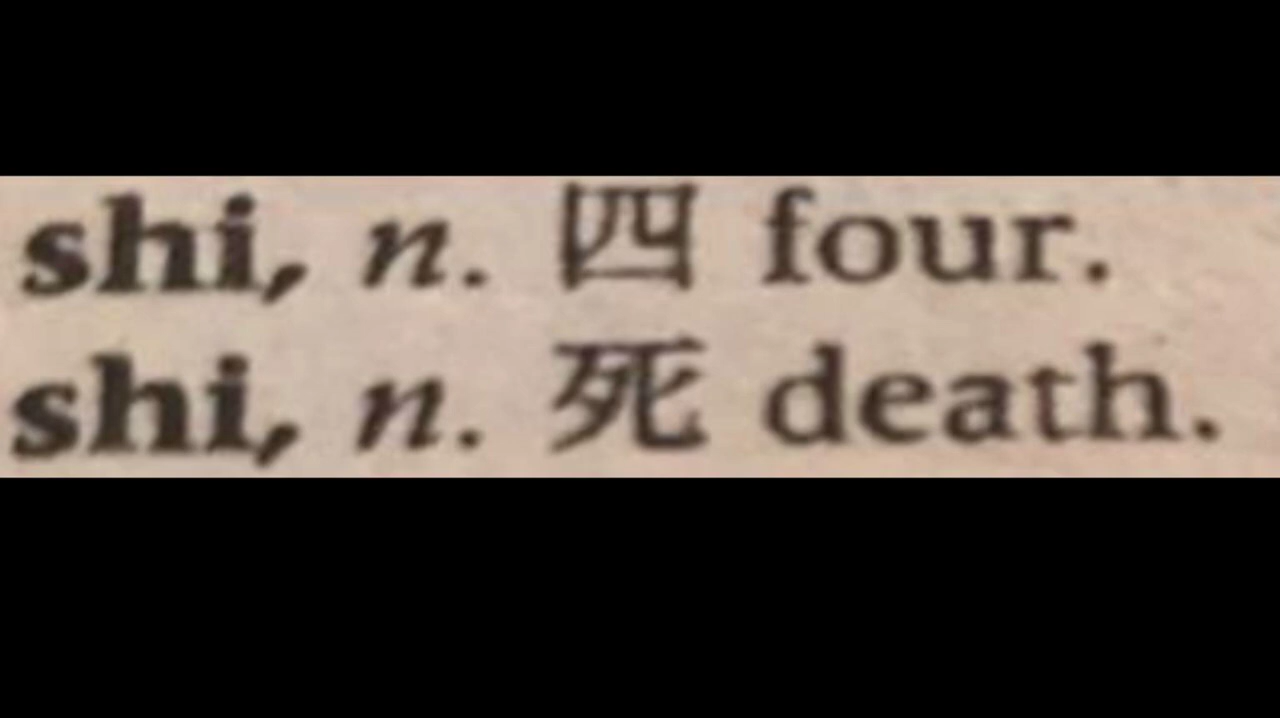 shi, n. 四 four.
shi, n. 死 death.